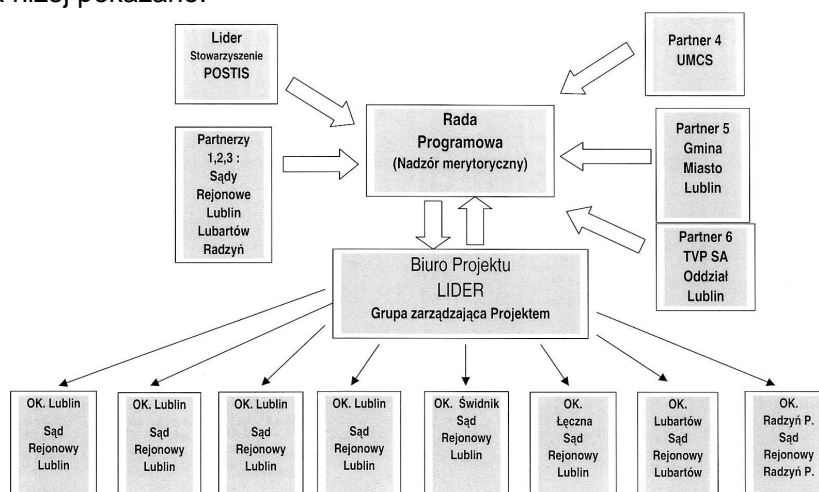 niżej pokazano:
Lider
Stowarzyszenie
POSTIS
Partner 4
UMCS
Rada
Programowa
(Nadzór merytoryczny)
Partnerzy
1,2,3 :
Sądy
Rejonowe
Lublin
Lubartów
Radzyń
Partner 5
Gmina
Miasto
Lublin
Partner 6
TVP SA
Oddział
Lublin
Biuro Projektu
LIDER
Grupa zarządzająca Projektem
OK. Lublin
Sąd
Rejonowy
Lublin
OK. Lublin
Sąd
Rejonowy
Lublin
OK. Lublin
Sąd
Rejonowy
Lublin
OK. Lublin
Sąd
Rejonowy
Lublin
OK. Świdnik
Sąd
Rejonowy
Lublin
OK.
Łęczna
Sąd
Rejonowy
Lublin
OK.
Lubartów
Sąd
Rejonowy
Lubartów
OK.
Radzyń P.
Sąd
Rejonowy
Radzyń P.